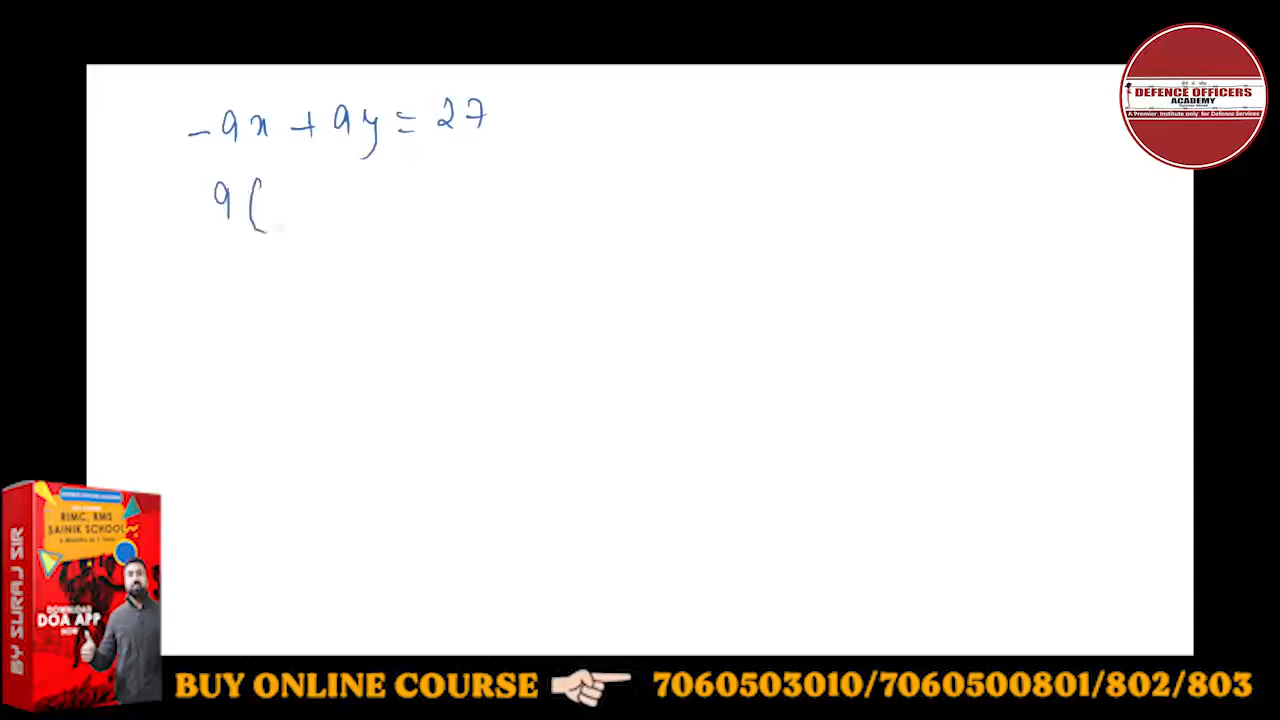 -9x + 9y = 27
9(
DEFENCE OFFICERS
ACADEMY
A Premier Institute only for Defence Services
RIMC, RMS
SAINIK SCHOOL
DOWNLOAD
DOA APP
NOW
BY SURAJ SIR
BUY ONLINE COURSE 7060503010/7060500801/802/803